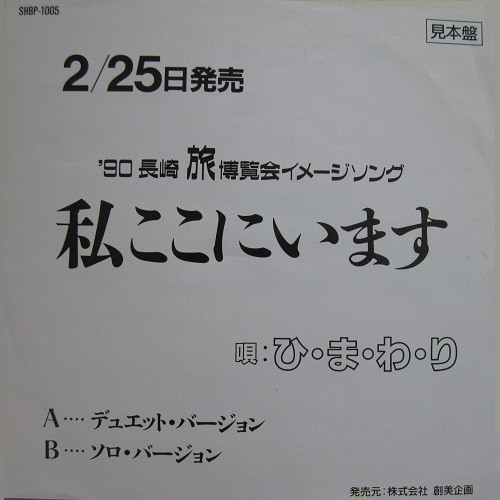 SHBP-1005
見本盤
2/25日発売
'90 長崎 旅 博覧会イメージソング
私ここにいます
唄:ひ・ま・わ・り
A‥‥デュエット・バージョン
B‥‥ソロ・バージョン
発売元:株式会社 創美企画